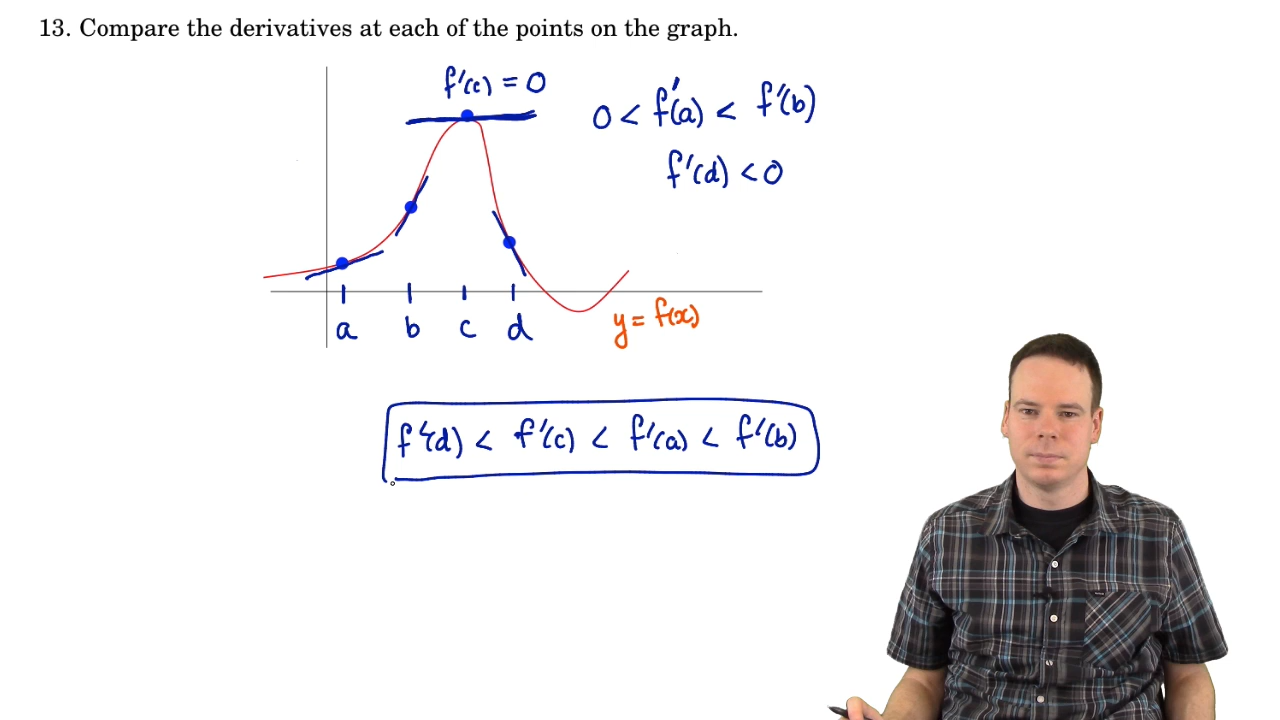 13. Compare the derivatives at each of the points on the graph.
f'(c) = 0
0 < f'(a) < f'(b)
f'(d) < 0
a b c d
y = f(x)
f'(d) < f'(c) < f'(a) < f'(b)